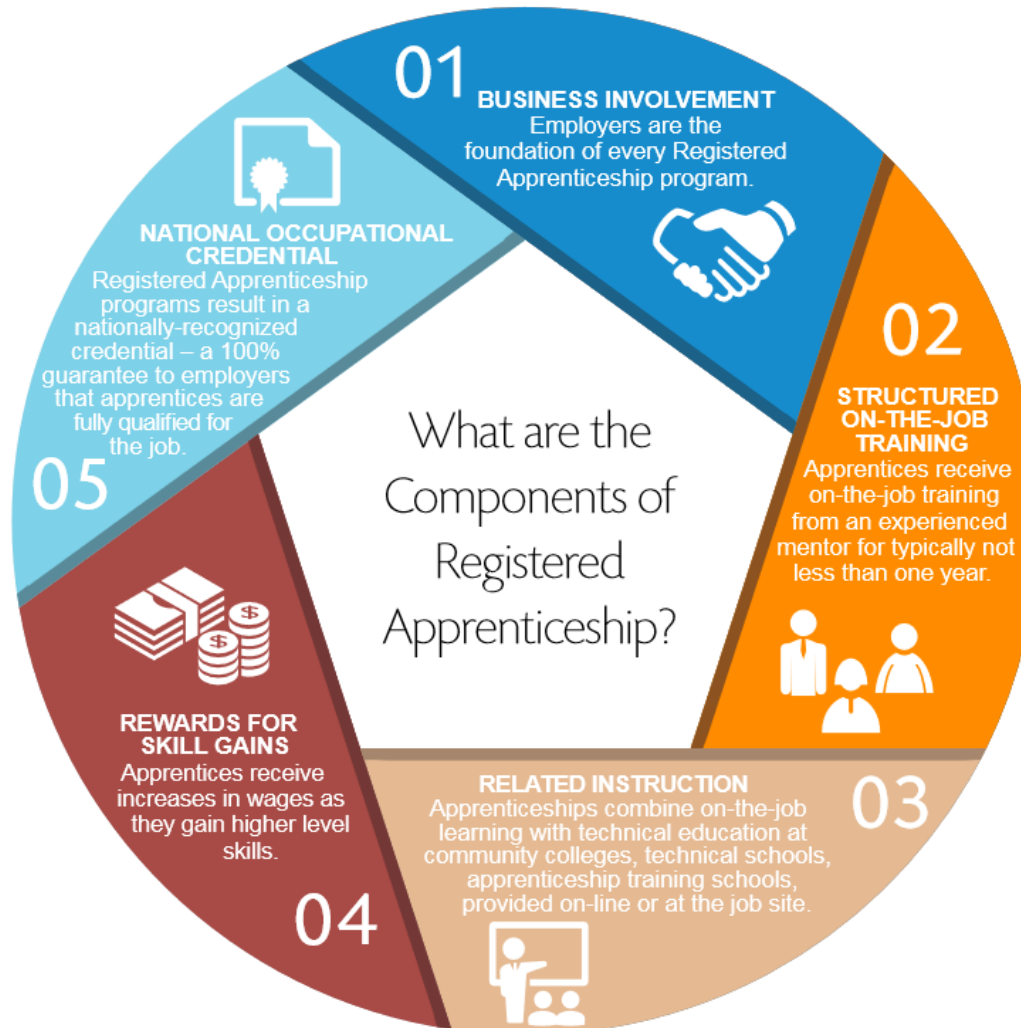 What are the
Components of
Registered
Apprenticeship?
01
BUSINESS INVOLVEMENT
Employers are the
foundation of every Registered
Apprenticeship program.
02
STRUCTURED
ON-THE-JOB
TRAINING
Apprentices receive
on-the-job training
from an experienced
mentor for typically not
less than one year.
03
RELATED INSTRUCTION
Apprenticeships combine on-the-job
learning with technical education at
community colleges, technical schools,
apprenticeship training schools,
provided on-line or at the job site.
04
REWARDS FOR
SKILL GAINS
Apprentices receive
increases in wages as
they gain higher level
skills.
$
$
05
NATIONAL OCCUPATIONAL
CREDENTIAL
Registered Apprenticeship
programs result in a
nationally-recognized
credential – a 100%
guarantee to employers
that apprentices are
fully qualified for
the job.